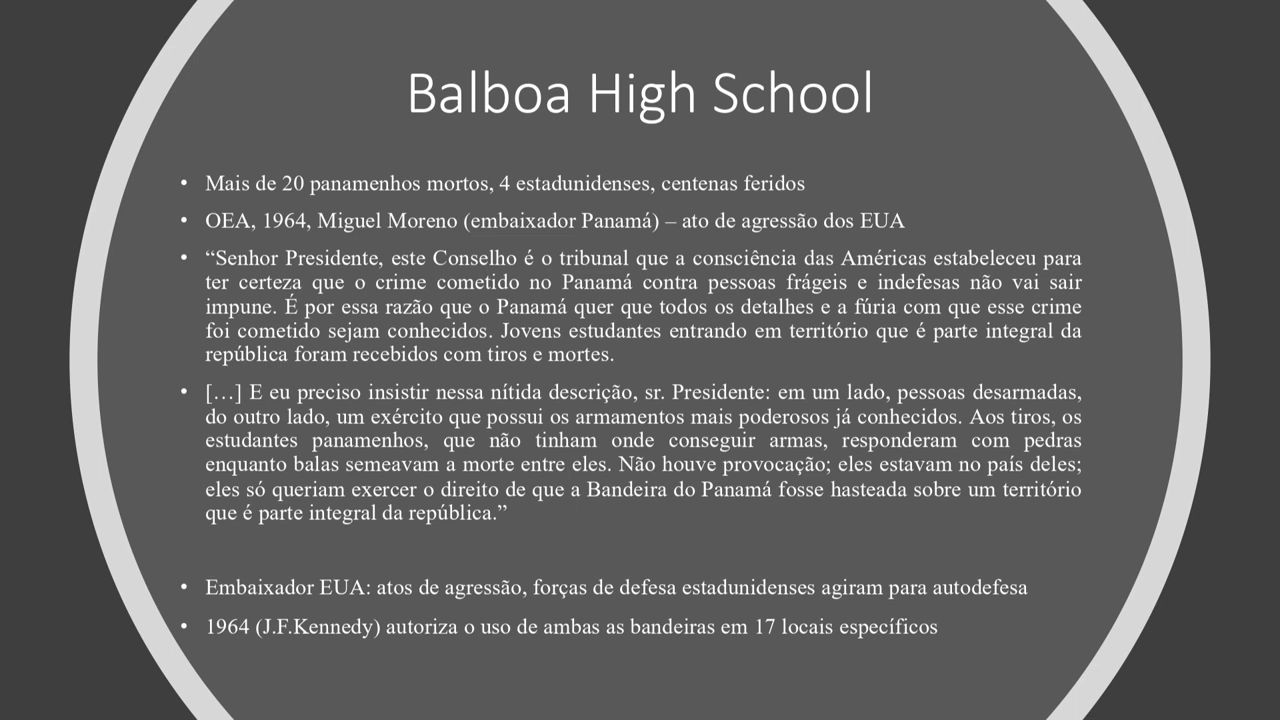 Balboa High School
• Mais de 20 panamenhos mortos, 4 estadunidenses, centenas feridos
• OEA, 1964, Miguel Moreno (embaixador Panamá) – ato de agressão dos EUA
• “Senhor Presidente, este Conselho é o tribunal que a consciência das Américas estabeleceu para
ter certeza que o crime cometido no Panamá contra pessoas frágeis e indefesas não vai sair
impune. É por essa razão que o Panamá quer que todos os detalhes e a fúria com que esse crime
foi cometido sejam conhecidos. Jovens estudantes entrando em território que é parte integral da
república foram recebidos com tiros e mortes.
• […] E eu preciso insistir nessa nítida descrição, sr. Presidente: em um lado, pessoas desarmadas,
do outro lado, um exército que possui os armamentos mais poderosos já conhecidos. Aos tiros, os
estudantes panamenhos, que não tinham onde conseguir armas, responderam com pedras
enquanto balas semeavam a morte entre eles. Não houve provocação; eles estavam no país deles;
eles só queriam exercer o direito de que a Bandeira do Panamá fosse hasteada sobre um território
que é parte integral da república.”
• Embaixador EUA: atos de agressão, forças de defesa estadunidenses agiram para autodefesa
• 1964 (J.F.Kennedy) autoriza o uso de ambas as bandeiras em 17 locais específicos